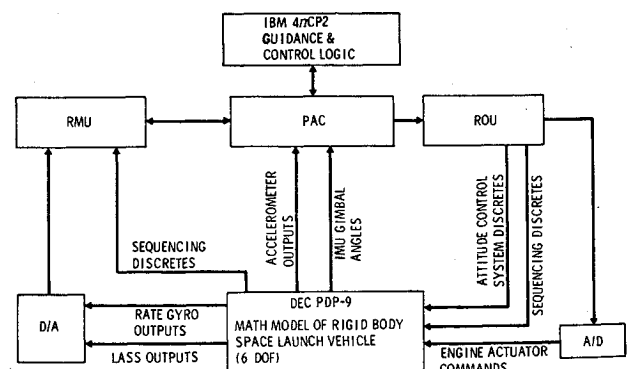 IBM 4πCP2
GUIDANCE &
CONTROL LOGIC
RMU
PAC
ROU
ACCELEROMETER
OUTPUTS
IMU GIMBAL
ANGLES
ATTITUDE CONTROL
SYSTEM DISCRETES
SEQUENCING DISCRETES
SEQUENCING
DISCRETES
D/A
RATE GYRO
OUTPUTS
LASS OUTPUTS
DEC PDP-9
MATH MODEL OF RIGID BODY
SPACE LAUNCH VEHICLE
(6 DOF)
A/D
ENGINE ACTUATOR
COMMANDS